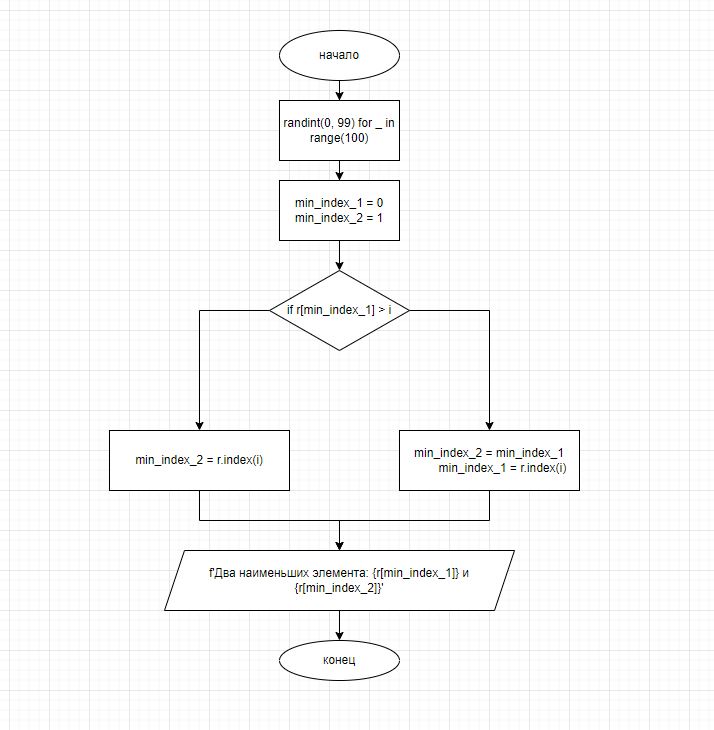 начало
randint(0, 99) for _ in
range(100)
min_index_1 = 0
min_index_2 = 1
if r[min_index_1] > i
min_index_2 = r.index(i)
min_index_2 = min_index_1
min_index_1 = r.index(i)
f'Два наименьших элемента: {r[min_index_1]} и
{r[min_index_2]}'
конец